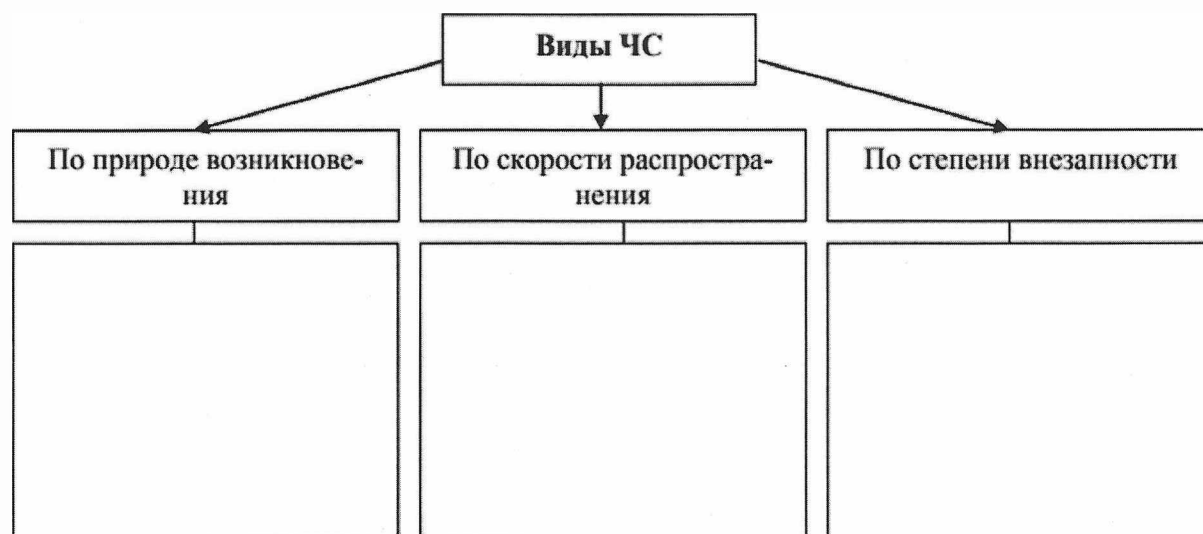 Виды ЧС
По природе возникнове-
ния
По скорости распростра-
нения
По степени внезапности